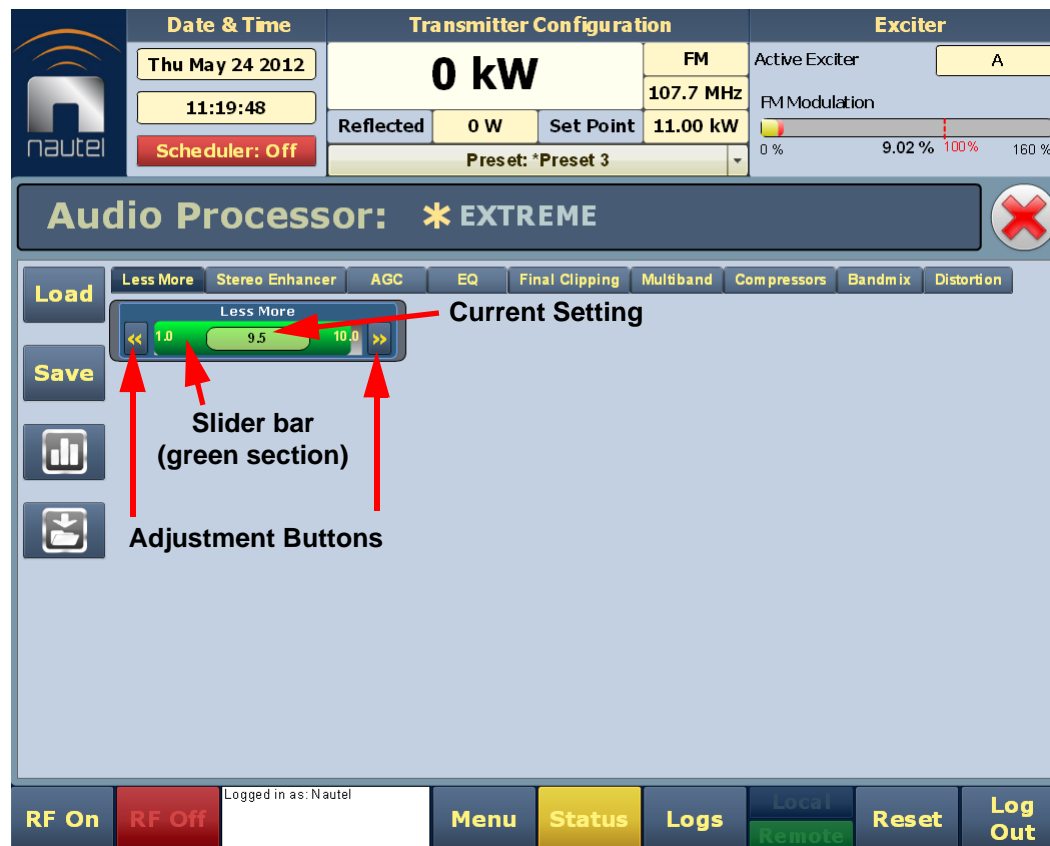 Date & Time
Transmitter Configuration
Exciter
Thu May 24 2012
11:19:48
Scheduler: Off
0 kW
FM
107.7 MHz
Reflected
0 W
Set Point
11.00 kW
Preset: *Preset 3
Active Exciter
A
FM Modulation
0 %
9.02 %
100%
160 %
nautel
Audio Processor: * EXTREME
Load
Save
Less More
Stereo Enhancer
AGC
EQ
Final Clipping
Multiband
Compressors
Bandmix
Distortion
Less More
<< 1.0 9.5 10.0 >>
Current Setting
Slider bar
(green section)
Adjustment Buttons
RF On
RF Off
Logged in as: Nautel
Menu
Status
Logs
Local
Remote
Reset
Log
Out